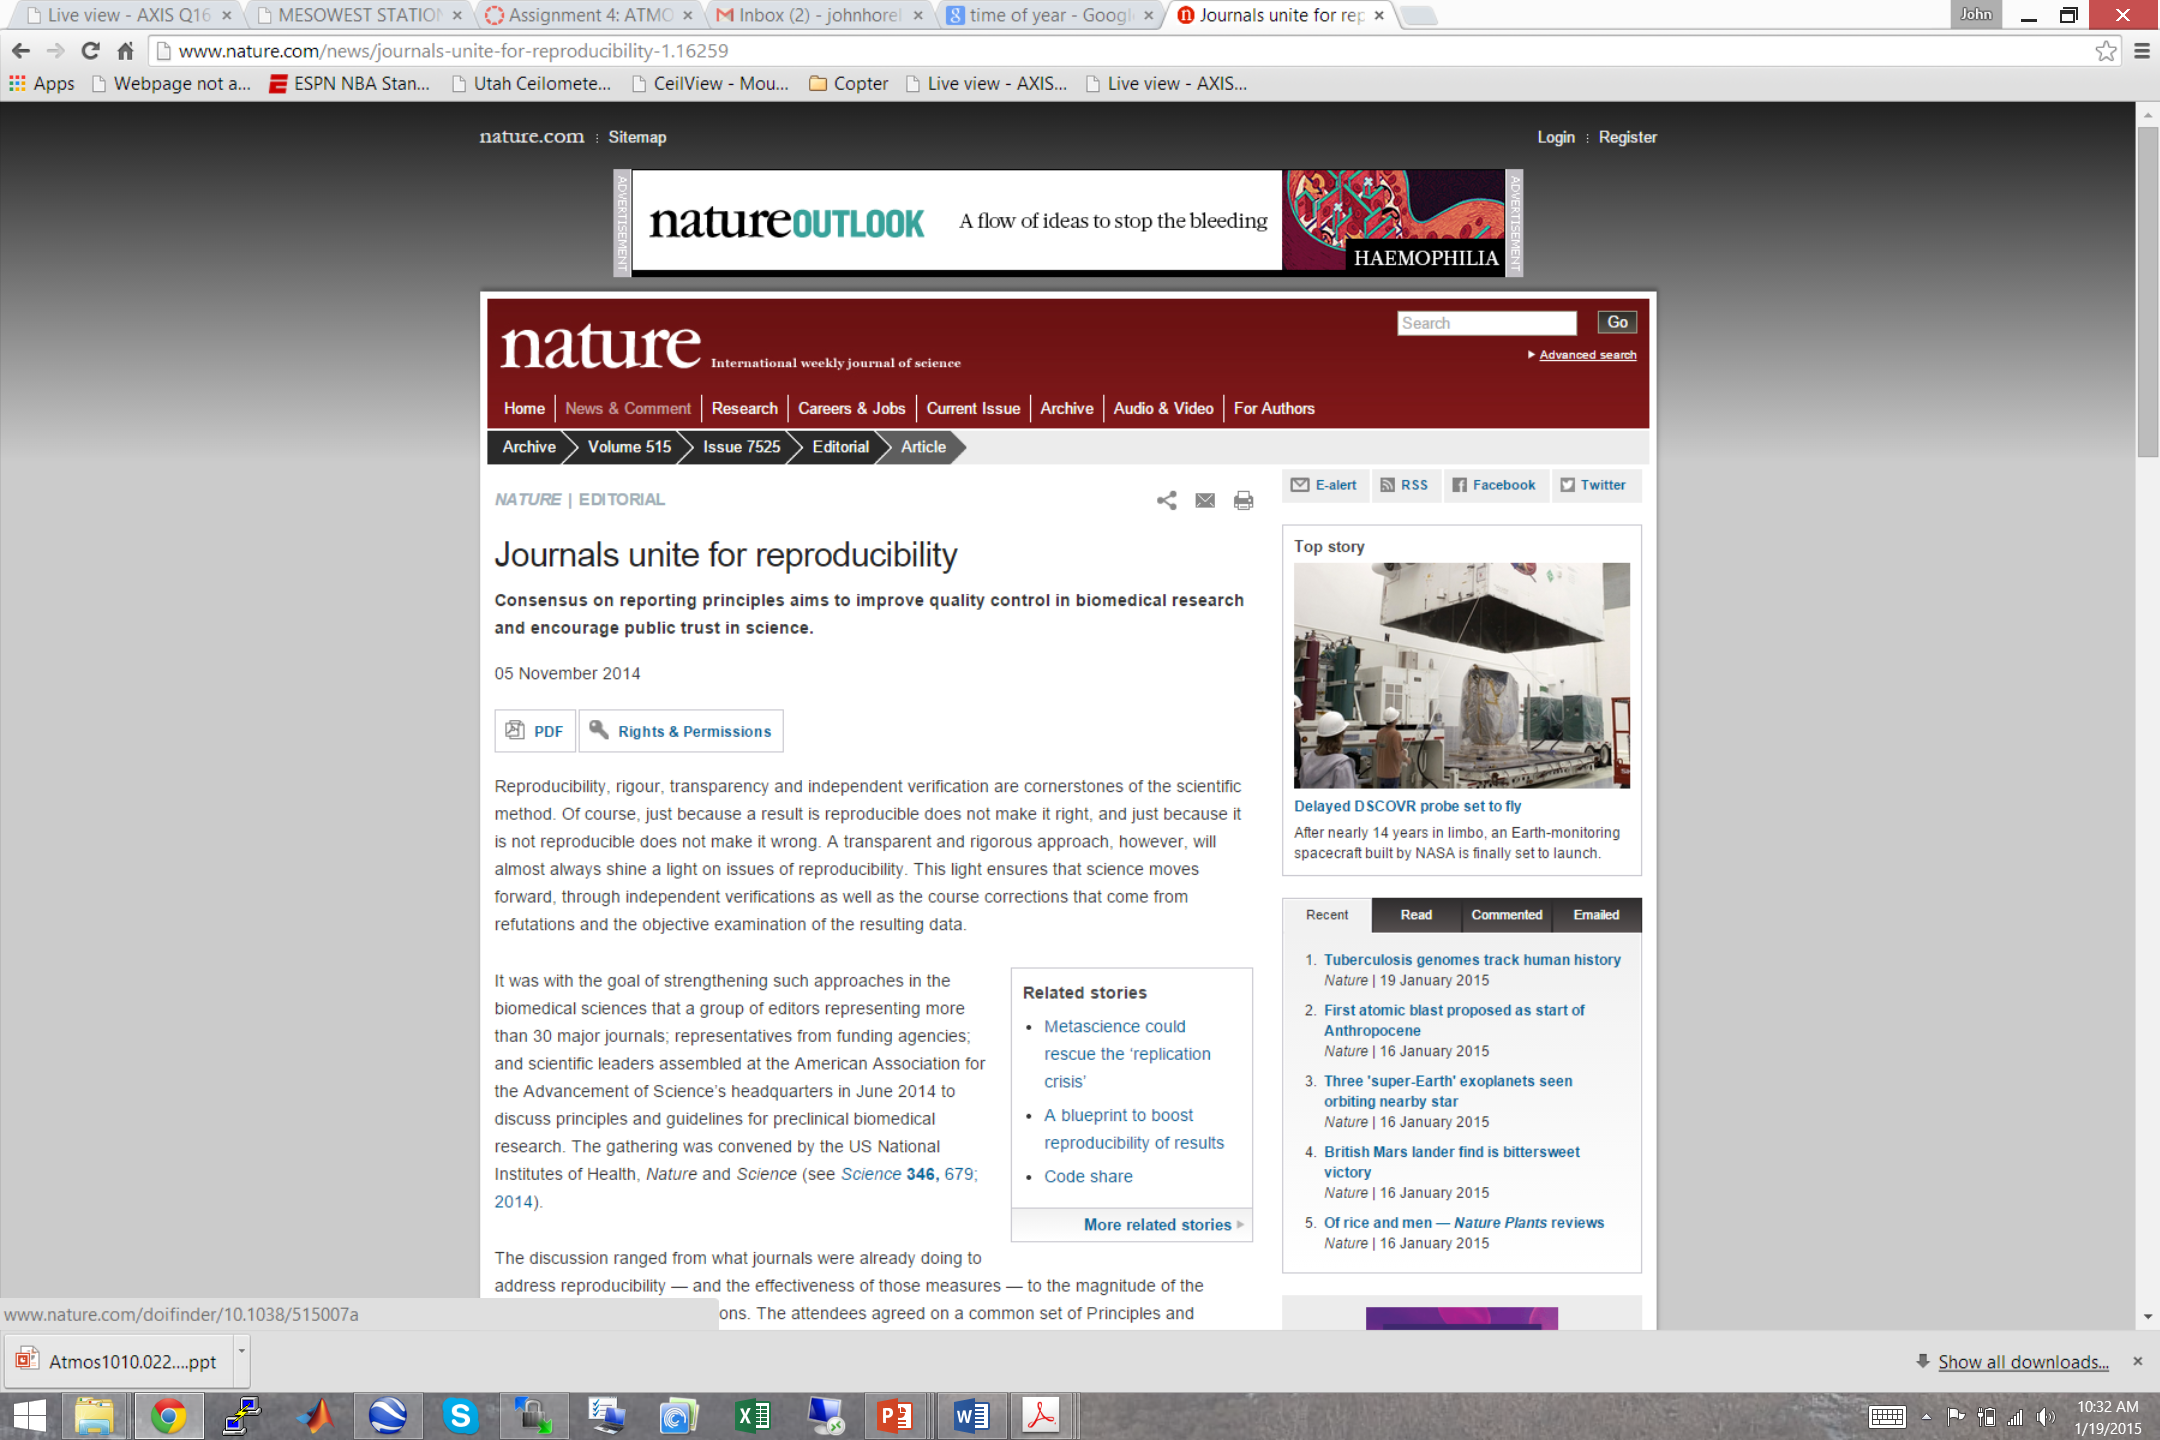 Live view - AXIS Q16
MESOWEST STATION
Assignment 4: ATMO
Inbox (2) - johnhorel
time of year - Google
Journals unite for rep
John
www.nature.com/news/journals-unite-for-reproducibility-1.16259
Apps
Webpage not a...
ESPN NBA Stan...
Utah Ceilomete...
CeilView - Mou...
Copter
Live view - AXIS...
Live view - AXIS...
nature.com : Sitemap
Login : Register
ADVERTISEMENT
natureOUTLOOK
A flow of ideas to stop the bleeding
HAEMOPHILIA
ADVERTISEMENT
nature International weekly journal of science
Search
Go
Advanced search
Home | News & Comment | Research | Careers & Jobs | Current Issue | Archive | Audio & Video | For Authors
Archive
Volume 515
Issue 7525
Editorial
Article
NATURE | EDITORIAL
Journals unite for reproducibility
Consensus on reporting principles aims to improve quality control in biomedical research
and encourage public trust in science.
05 November 2014
PDF
Rights & Permissions
Reproducibility, rigour, transparency and independent verification are cornerstones of the scientific
method. Of course, just because a result is reproducible does not make it right, and just because it
is not reproducible does not make it wrong. A transparent and rigorous approach, however, will
almost always shine a light on issues of reproducibility. This light ensures that science moves
forward, through independent verifications as well as the course corrections that come from
refutations and the objective examination of the resulting data.
It was with the goal of strengthening such approaches in the
biomedical sciences that a group of editors representing more
than 30 major journals; representatives from funding agencies;
and scientific leaders assembled at the American Association for
the Advancement of Science's headquarters in June 2014 to
discuss principles and guidelines for preclinical biomedical
research. The gathering was convened by the US National
Institutes of Health, Nature and Science (see Science 346, 679;
2014).
Related stories
• Metascience could
rescue the ‘replication
crisis’
• A blueprint to boost
reproducibility of results
• Code share
More related stories
The discussion ranged from what journals were already doing to
address reproducibility — and the effectiveness of those measures — to the magnitude of the
ons. The attendees agreed on a common set of Principles and
E-alert
RSS
Facebook
Twitter
Top story
Delayed DSCOVR probe set to fly
After nearly 14 years in limbo, an Earth-monitoring
spacecraft built by NASA is finally set to launch.
Recent
Read
Commented
Emailed
1. Tuberculosis genomes track human history
Nature | 19 January 2015
2. First atomic blast proposed as start of
Anthropocene
Nature | 16 January 2015
3. Three 'super-Earth' exoplanets seen
orbiting nearby star
Nature | 16 January 2015
4. British Mars lander find is bittersweet
victory
Nature | 16 January 2015
5. Of rice and men — Nature Plants reviews
Nature | 16 January 2015
www.nature.com/doifinder/10.1038/515007a
Atmos1010.022....ppt
Show all downloads...
10:32 AM
1/19/2015